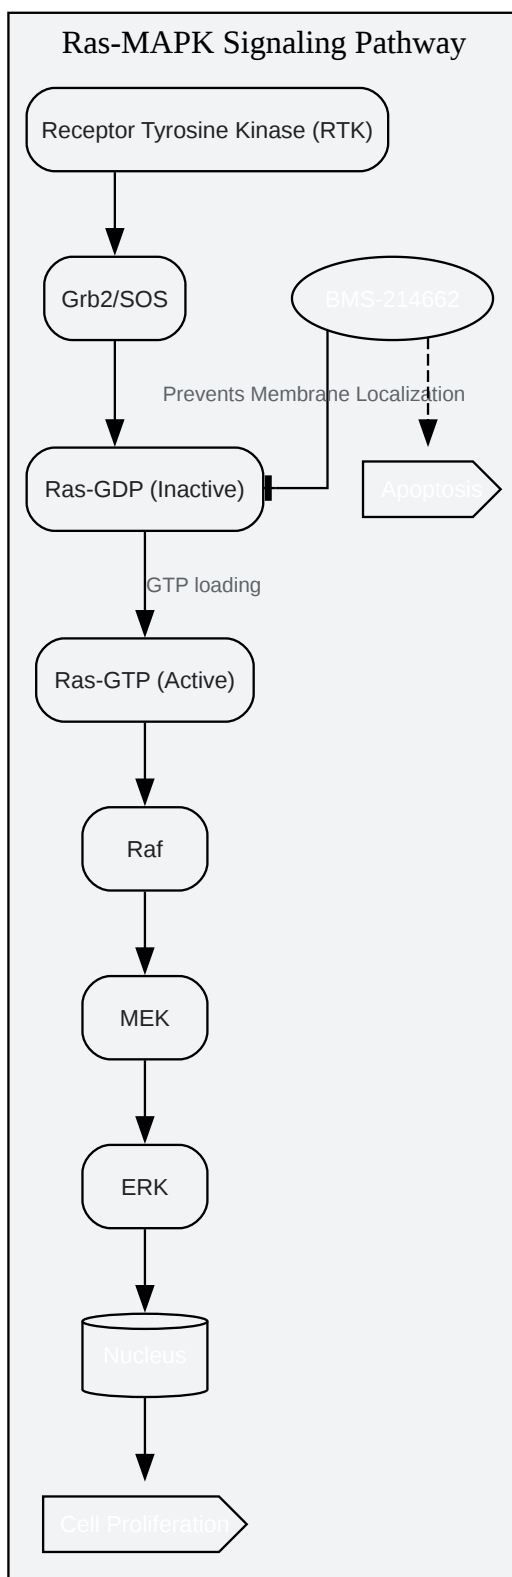 Ras-MAPK Signaling Pathway
Receptor Tyrosine Kinase (RTK)
Grb2/SOS
BMS-214662
Prevents Membrane Localization
Ras-GDP (Inactive)
Apoptosis
GTP loading
Ras-GTP (Active)
Raf
MEK
ERK
Nucleus
Cell Proliferation